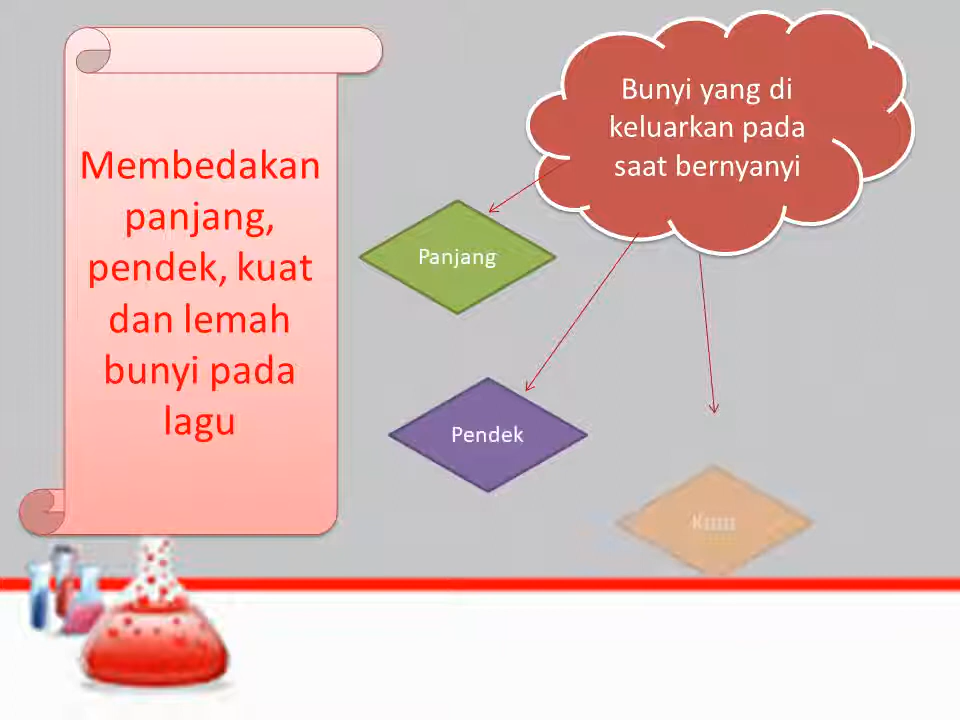 Membedakan
panjang,
pendek, kuat
dan lemah
bunyi pada
lagu
Bunyi yang di
keluarkan pada
saat bernyanyi
Panjang
Pendek